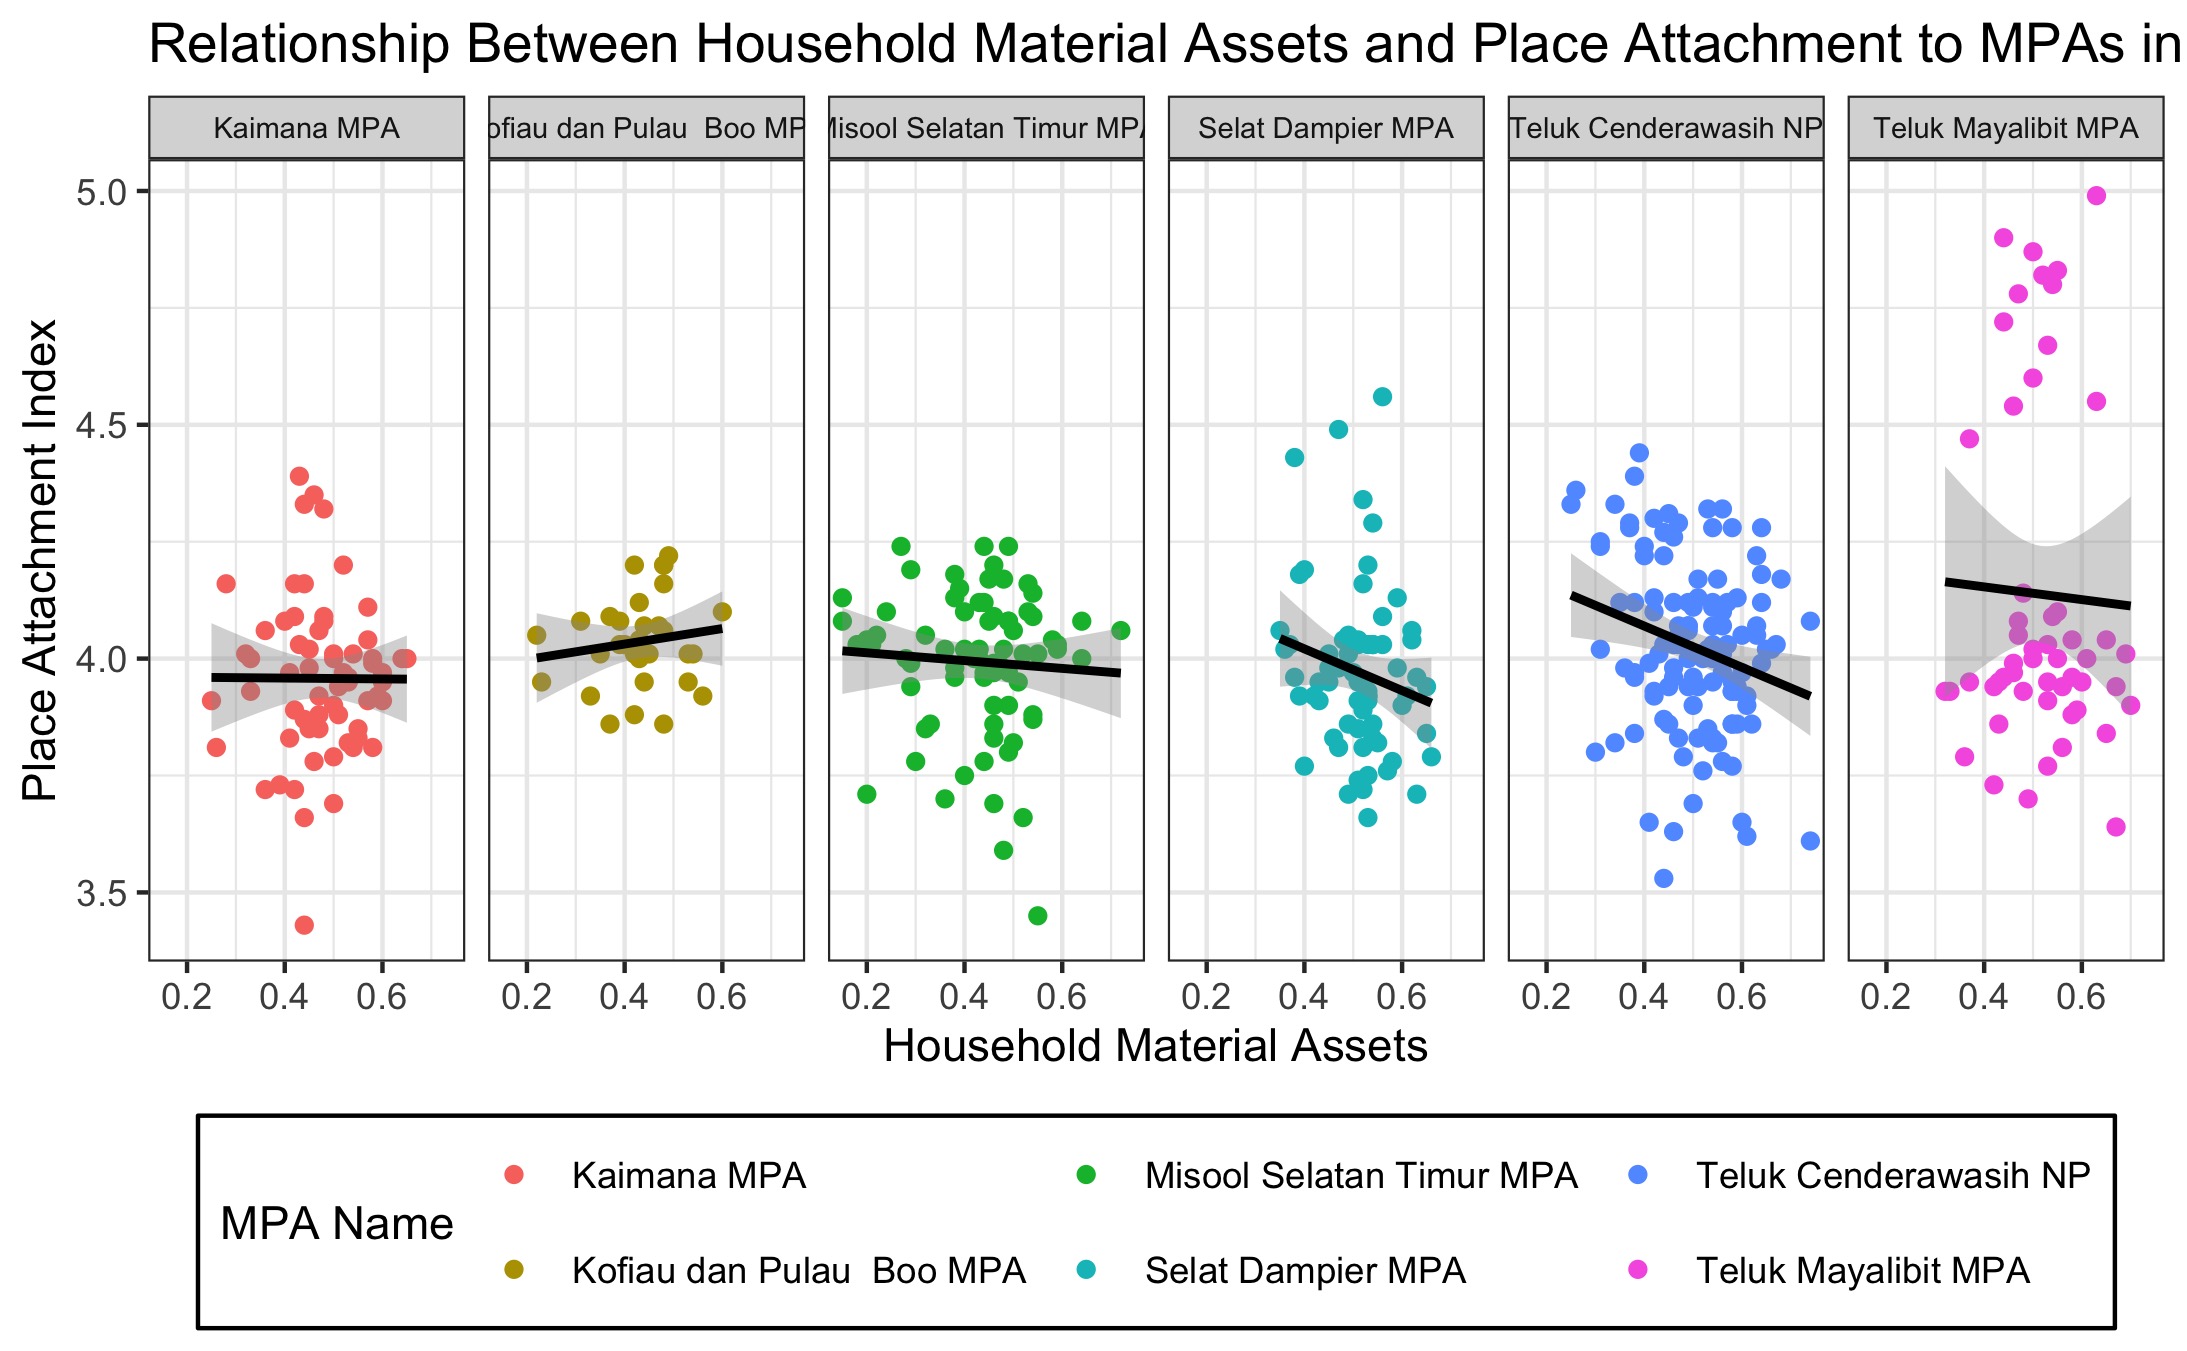 Relationship Between Household Material Assets and Place Attachment to MPAs in
Kaimana MPA
ofiau dan Pulau  Boo MP
Misool Selatan Timur MPA
Selat Dampier MPA
Teluk Cenderawasih NP
Teluk Mayalibit MPA
Place Attachment Index
5.0
4.5
4.0
3.5
0.2 0.4 0.6 0.2 0.4 0.6 0.2 0.4 0.6 0.2 0.4 0.6 0.2 0.4 0.6 0.2 0.4 0.6
Household Material Assets
MPA Name
Kaimana MPA
Kofiau dan Pulau  Boo MPA
Misool Selatan Timur MPA
Selat Dampier MPA
Teluk Cenderawasih NP
Teluk Mayalibit MPA